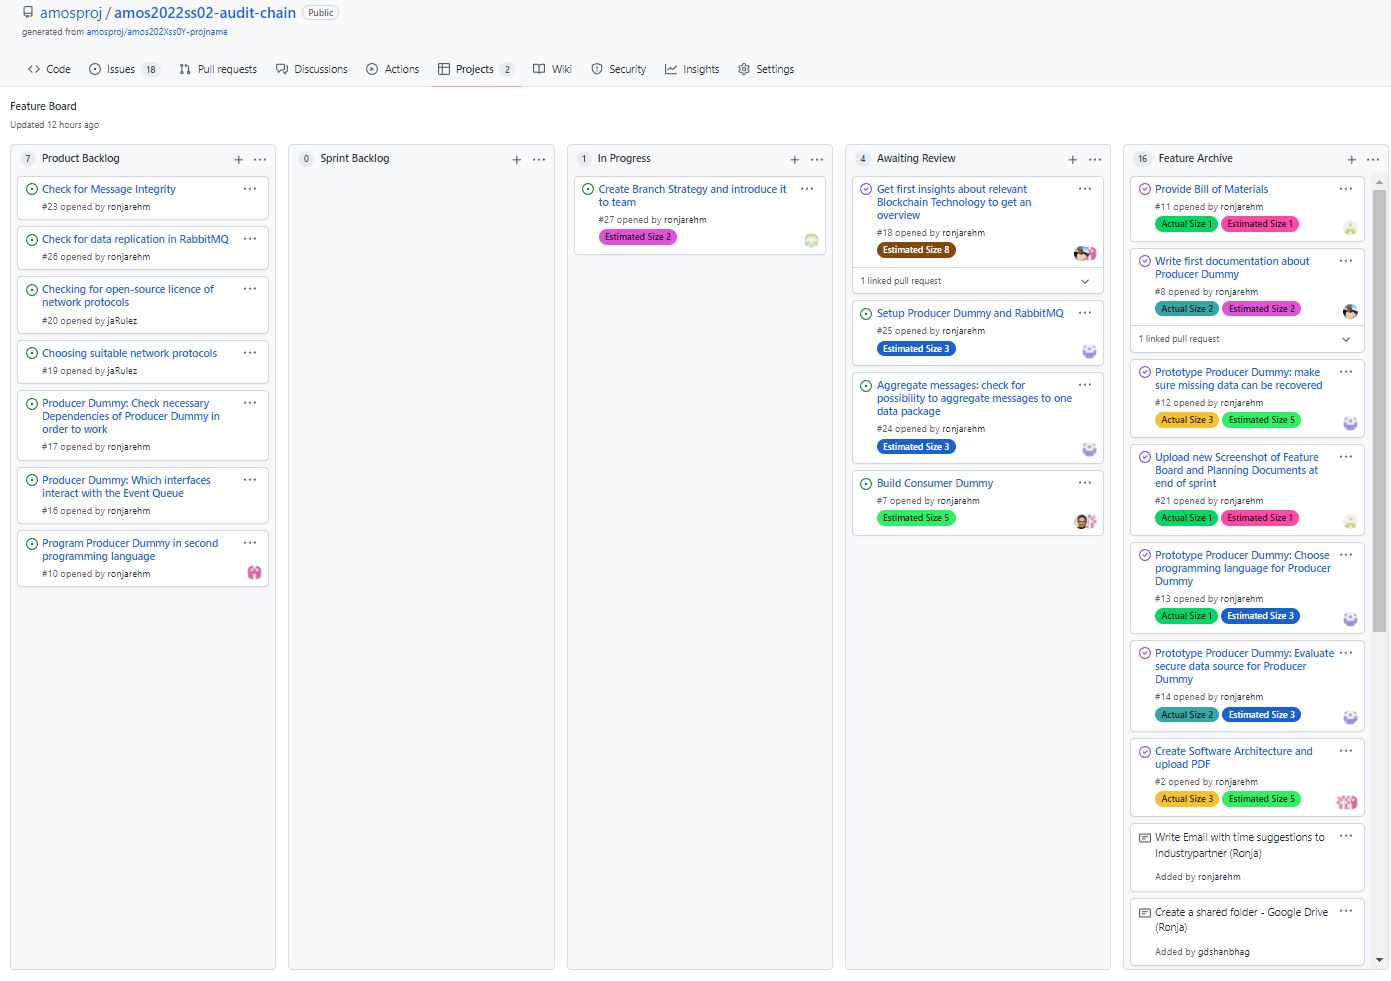 amosproj / amos2022ss02-audit-chain Public
generated from amosproj/amos202Xss0Y-projname
Code Issues 18 Pull requests Discussions Actions Projects 2 Wiki Security Insights Settings
Feature Board
Updated 12 hours ago
7 Product Backlog
Check for Message Integrity
#23 opened by ronjarehm
Check for data replication in RabbitMQ
#26 opened by ronjarehm
Checking for open-source licence of
network protocols
#20 opened by jaRulez
Choosing suitable network protocols
#19 opened by jaRulez
Producer Dummy: Check necessary
Dependencies of Producer Dummy in
order to work
#17 opened by ronjarehm
Producer Dummy: Which interfaces
interact with the Event Queue
#16 opened by ronjarehm
Program Producer Dummy in second
programming language
#10 opened by ronjarehm
0 Sprint Backlog
1 In Progress
Create Branch Strategy and introduce it
to team
#27 opened by ronjarehm
Estimated Size 2
4 Awaiting Review
Get first insights about relevant
Blockchain Technology to get an
overview
#18 opened by ronjarehm
Estimated Size 8
1 linked pull request
Setup Producer Dummy and RabbitMQ
#25 opened by ronjarehm
Estimated Size 3
Aggregate messages: check for
possibility to aggregate messages to one
data package
#24 opened by ronjarehm
Estimated Size 3
Build Consumer Dummy
#7 opened by ronjarehm
Estimated Size 5
16 Feature Archive
Provide Bill of Materials
#11 opened by ronjarehm
Actual Size 1 Estimated Size 1
Write first documentation about
Producer Dummy
#8 opened by ronjarehm
Actual Size 2 Estimated Size 2
1 linked pull request
Prototype Producer Dummy: make
sure missing data can be recovered
#12 opened by ronjarehm
Actual Size 3 Estimated Size 5
Upload new Screenshot of Feature
Board and Planning Documents at
end of sprint
#21 opened by ronjarehm
Actual Size 1 Estimated Size 1
Prototype Producer Dummy: Choose
programming language for Producer
Dummy
#13 opened by ronjarehm
Actual Size 1 Estimated Size 3
Prototype Producer Dummy: Evaluate
secure data source for Producer
Dummy
#14 opened by ronjarehm
Actual Size 2 Estimated Size 3
Create Software Architecture and
upload PDF
#2 opened by ronjarehm
Actual Size 3 Estimated Size 5
Write Email with time suggestions to
Industrypartner (Ronja)
Added by ronjarehm
Create a shared folder - Google Drive
(Ronja)
Added by gdshanbhag